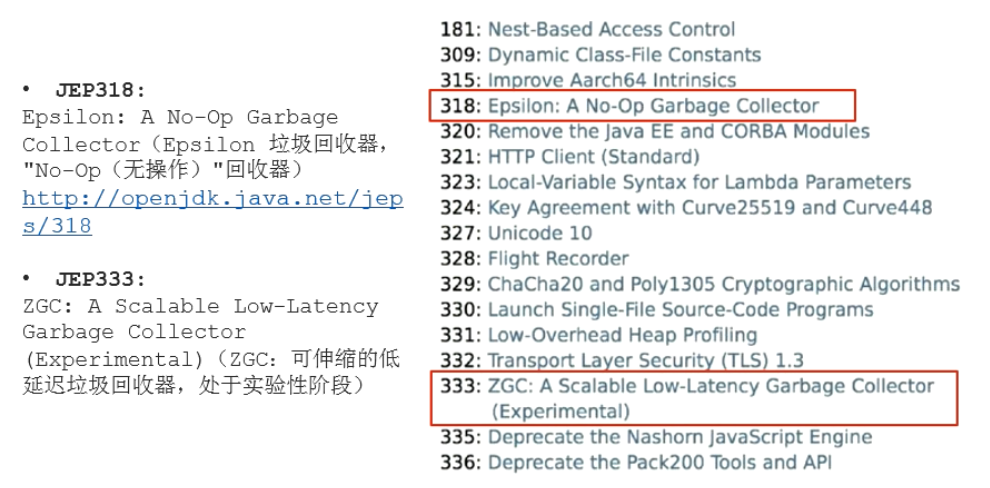 • JEP318:
Epsilon: A No-Op Garbage
Collector（Epsilon 垃圾回收器，
"No-Op（无操作）"回收器）
http://openjdk.java.net/jep
s/318
• JEP333:
ZGC: A Scalable Low-Latency
Garbage Collector
(Experimental)（ZGC：可伸缩的低
延迟垃圾回收器，处于实验性阶段）
181: Nest-Based Access Control
309: Dynamic Class-File Constants
315: Improve Aarch64 Intrinsics
318: Epsilon: A No-Op Garbage Collector
320: Remove the Java EE and CORBA Modules
321: HTTP Client (Standard)
323: Local-Variable Syntax for Lambda Parameters
324: Key Agreement with Curve25519 and Curve448
327: Unicode 10
328: Flight Recorder
329: ChaCha20 and Poly1305 Cryptographic Algorithms
330: Launch Single-File Source-Code Programs
331: Low-Overhead Heap Profiling
332: Transport Layer Security (TLS) 1.3
333: ZGC: A Scalable Low-Latency Garbage Collector
(Experimental)
335: Deprecate the Nashorn JavaScript Engine
336: Deprecate the Pack200 Tools and API